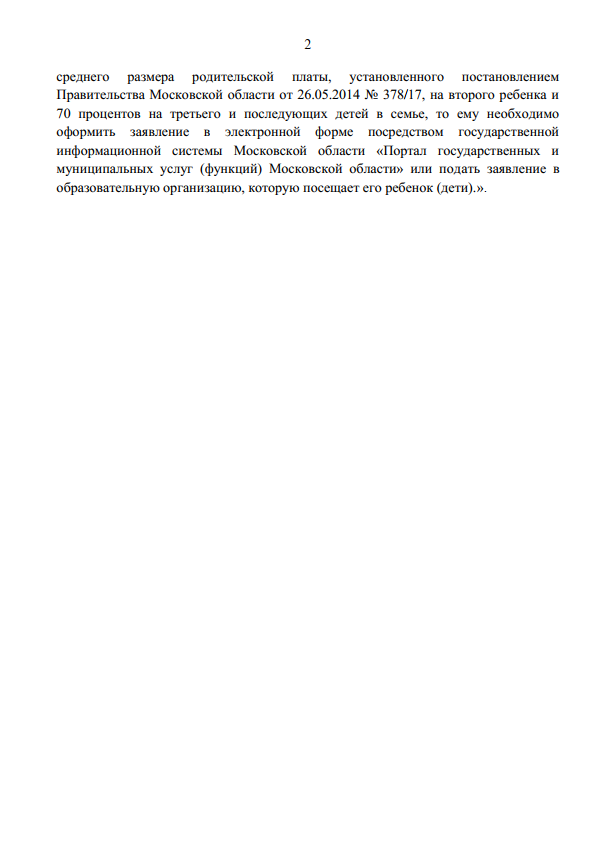 2
среднего размера родительской платы, установленного постановлением
Правительства Московской области от 26.05.2014 № 378/17, на второго ребенка и
70 процентов на третьего и последующих детей в семье, то ему необходимо
оформить заявление в электронной форме посредством государственной
информационной системы Московской области «Портал государственных и
муниципальных услуг (функций) Московской области» или подать заявление в
образовательную организацию, которую посещает его ребенок (дети).».